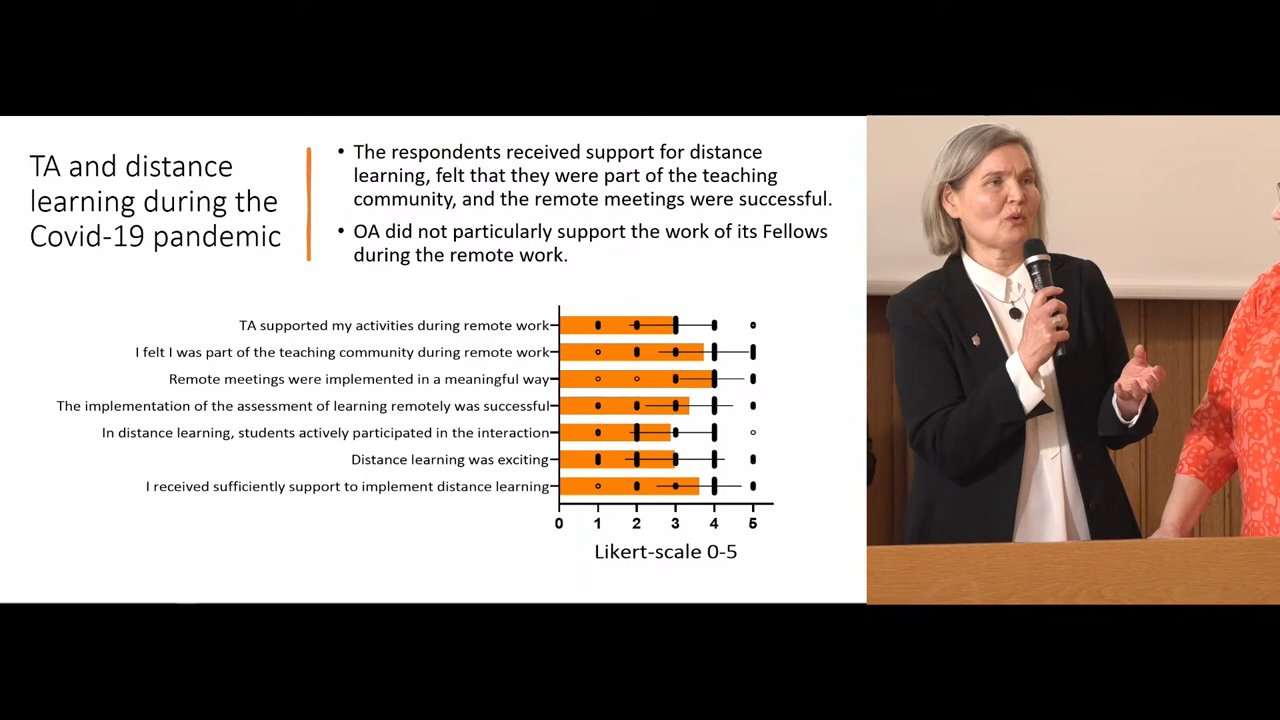 TA and distance
learning during the
Covid-19 pandemic
• The respondents received support for distance
learning, felt that they were part of the teaching
community, and the remote meetings were successful.
• OA did not particularly support the work of its Fellows
during the remote work.
TA supported my activities during remote work
I felt I was part of the teaching community during remote work
Remote meetings were implemented in a meaningful way
The implementation of the assessment of learning remotely was successful
In distance learning, students actively participated in the interaction
Distance learning was exciting
I received sufficiently support to implement distance learning
0 1 2 3 4 5
Likert-scale 0-5